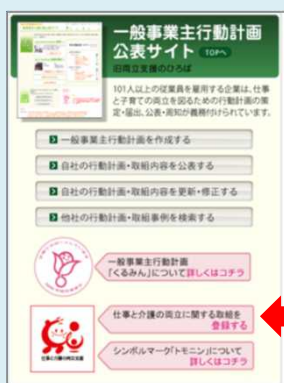 一般事業主行動計画
公表サイト TOPへ
旧両立支援のひろば
101人以上の従業員を雇用する企業は、仕事
と子育ての両立を図るための行動計画の策
定・届出、公表・周知が義務付けられています。
一般事業主行動計画を作成する
自社の行動計画・取組内容を公表する
自社の行動計画・取組内容を更新・修正する
他社の行動計画・取組事例を検索する
一般事業主行動計画
「くるみん」について詳しくはコチラ
仕事と介護の両立に関する取組を
登録する
仕事と介護の両立支援
シンボルマーク「トモニン」について
詳しくはコチラ